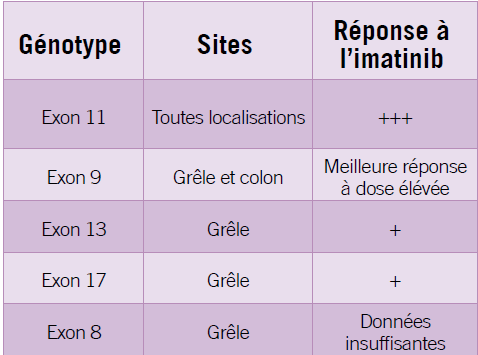 Génotype Sites Réponse à
l'imatinib
Exon 11 Toutes localisations +++
Exon 9 Grêle et colon Meilleure réponse
à dose élévée
Exon 13 Grêle +
Exon 17 Grêle +
Exon 8 Grêle Données
insuffisantes